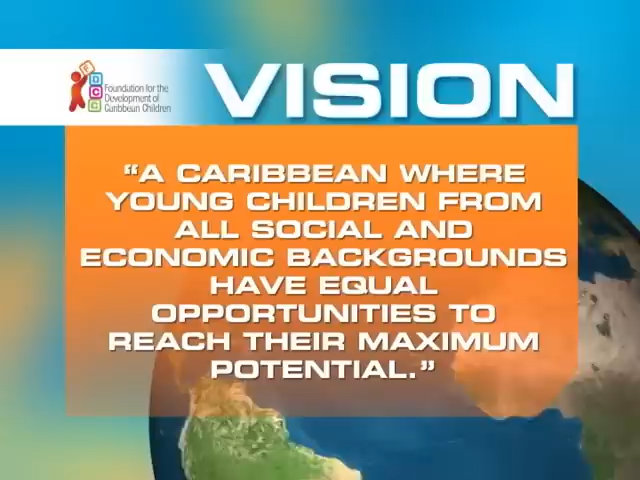 F
D
C
C
Foundation for the
Development of
Caribbean Children
VISION
“A CARIBBEAN WHERE
YOUNG CHILDREN FROM
ALL SOCIAL AND
ECONOMIC BACKGROUNDS
HAVE EQUAL
OPPORTUNITIES TO
REACH THEIR MAXIMUM
POTENTIAL.”